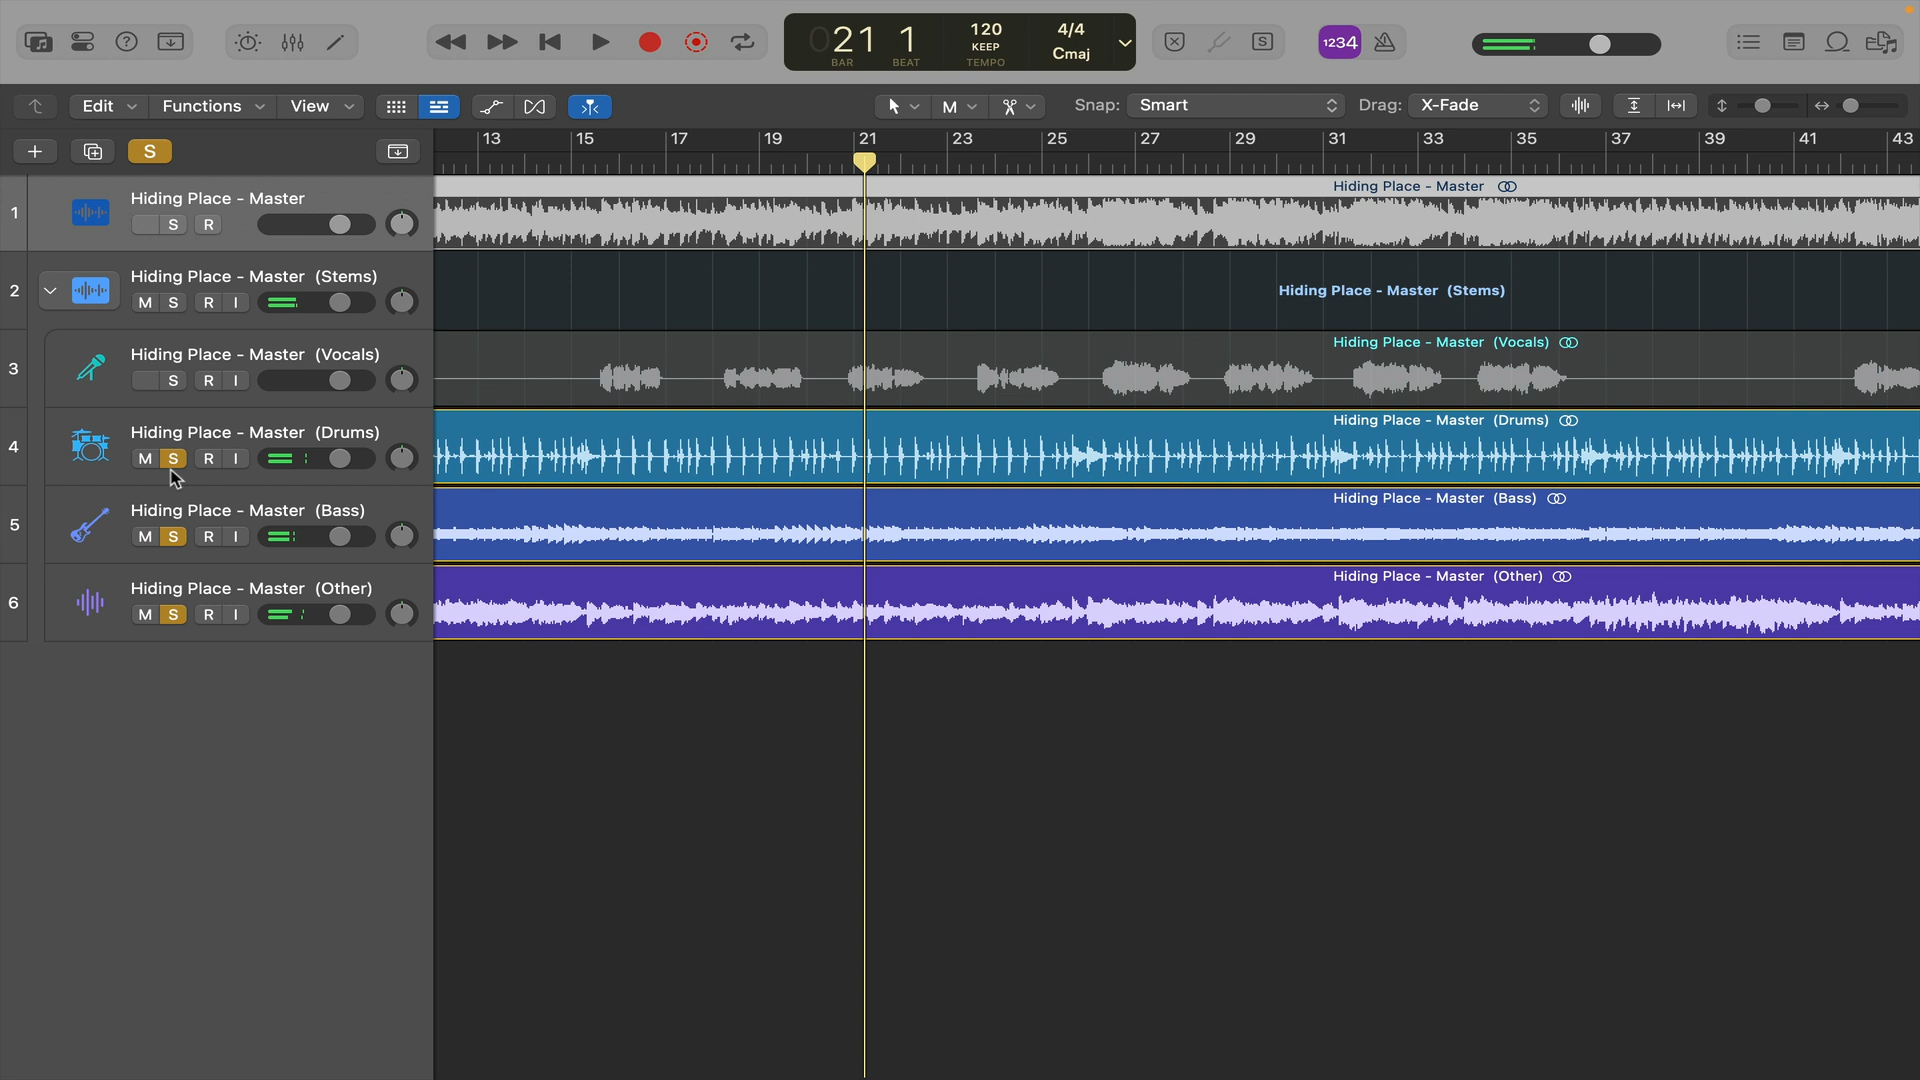 021 1
120
KEEP
4/4
Cmaj
BAR BEAT TEMPO
S
1234
Edit Functions View
M
Snap: Smart
Drag: X-Fade
S
13 15 17 19 21 23 25 27 29 31 33 35 37 39 41 43
1 Hiding Place - Master
S R
Hiding Place - Master
2 Hiding Place - Master (Stems)
M S R I
Hiding Place - Master (Stems)
3 Hiding Place - Master (Vocals)
S R I
Hiding Place - Master (Vocals)
4 Hiding Place - Master (Drums)
M S R I
Hiding Place - Master (Drums)
5 Hiding Place - Master (Bass)
M S R I
Hiding Place - Master (Bass)
6 Hiding Place - Master (Other)
M S R I
Hiding Place - Master (Other)